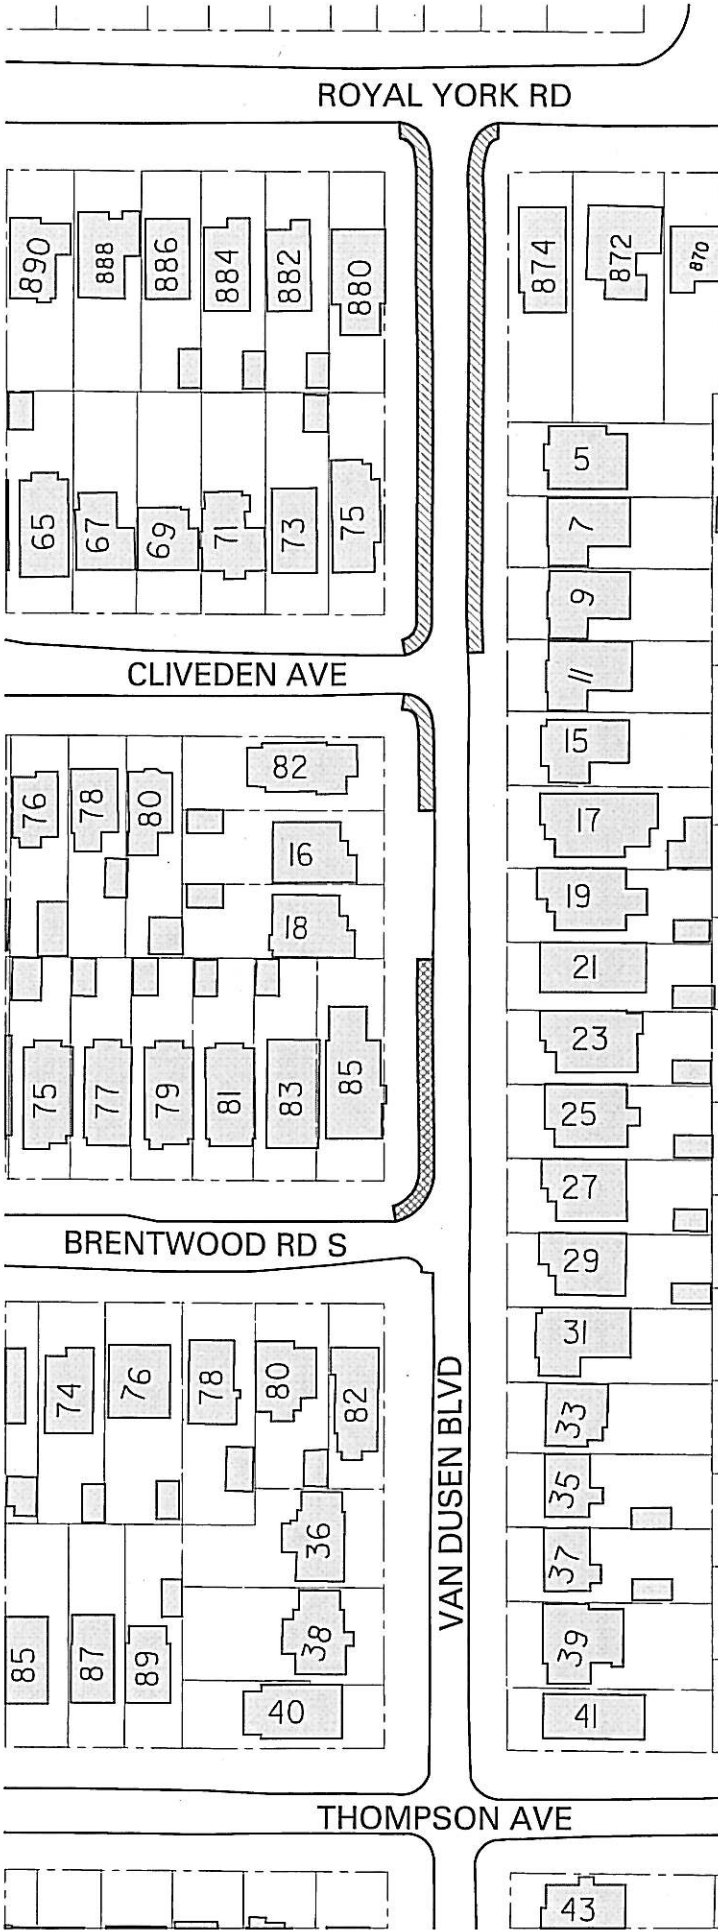 ROYAL YORK RD
890 888 886 884 882 880 874 872 870
5
65 67 69 71 73 75 7
9
CLIVEDEN AVE
11
15
82
76 78 80 17
16
19
18
21
23
75 77 79 81 83 85 25
27
BRENTWOOD RD S
29
31
74 76 78 80 82 33
VAN DUSEN BLVD
35
36
37
38
85 87 89 39
40 41
THOMPSON AVE
43